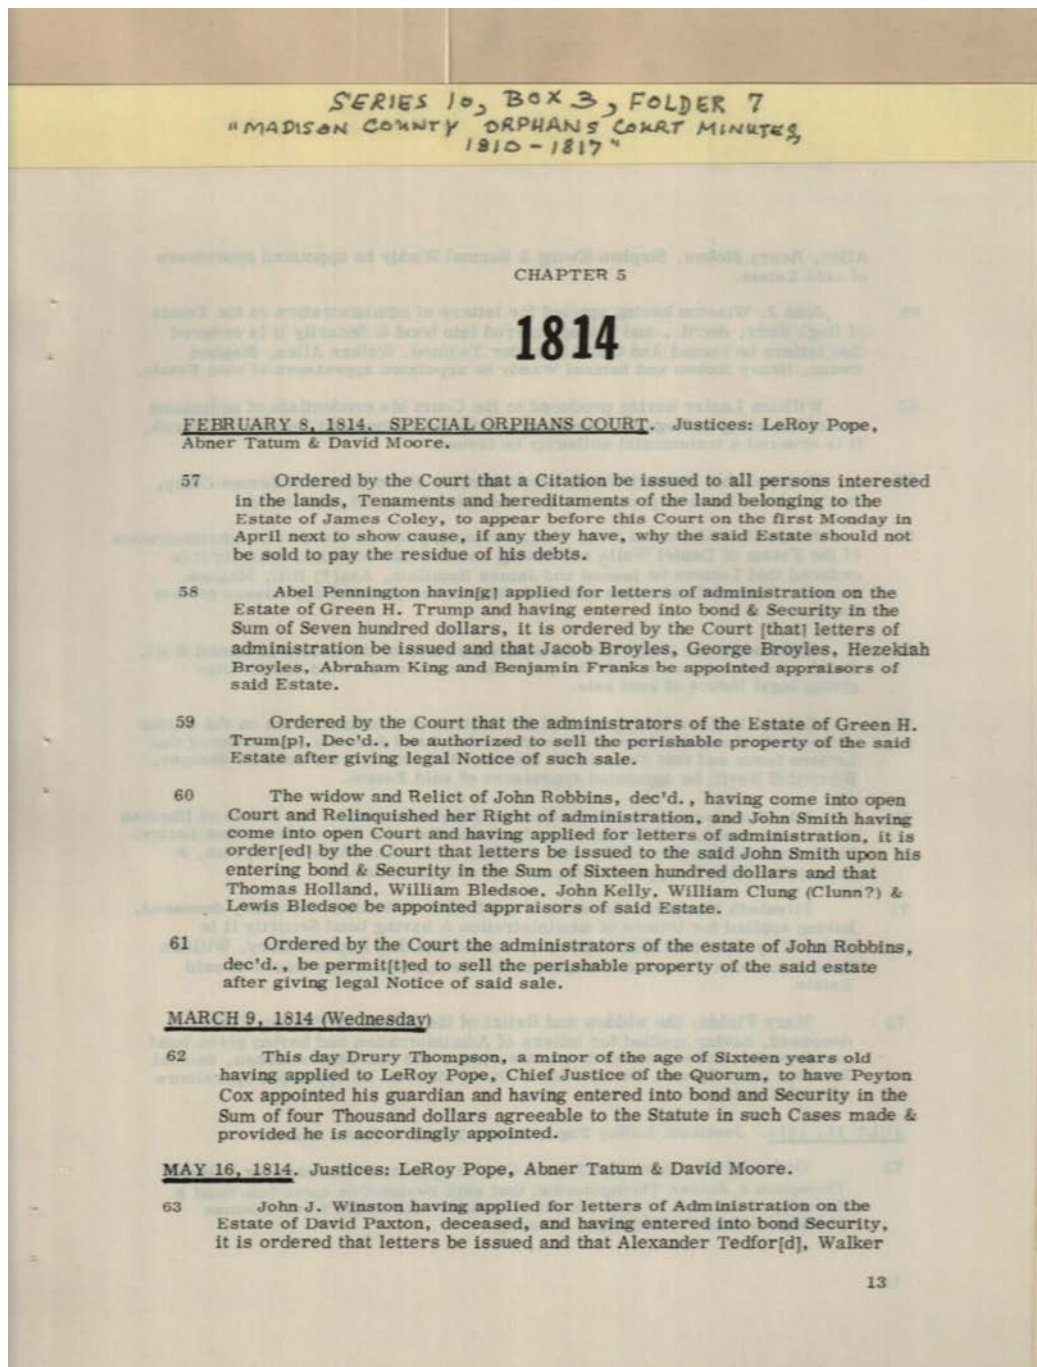 SERIES 10, BOX 3, FOLDER 7
"MADISON COUNTY ORPHANS COURT MINUTES,
1810-1817"
CHAPTER 5
1814
FEBRUARY 8, 1814. SPECIAL ORPHANS COURT. Justices: LeRoy Pope,
Abner Tatum & David Moore.
57 Ordered by the Court that a Citation be issued to all persons interested
in the lands, Tenaments and hereditaments of the land belonging to the
Estate of James Coley, to appear before this Court on the first Monday in
April next to show cause, if any they have, why the said Estate should not
be sold to pay the residue of his debts.
58 Abel Pennington havin[g] applied for letters of administration on the
Estate of Green H. Trump and having entered into bond & Security in the
Sum of Seven hundred dollars, it is ordered by the Court [that] letters of
administration be issued and that Jacob Broyles, George Broyles, Hezekiah
Broyles, Abraham King and Benjamin Franks be appointed appraisors of
said Estate.
59 Ordered by the Court that the administrators of the Estate of Green H.
Trum[p], Dec'd., be authorized to sell the perishable property of the said
Estate after giving legal Notice of such sale.
60 The widow and Relict of John Robbins, dec'd., having come into open
Court and Relinquished her Right of administration, and John Smith having
come into open Court and having applied for letters of administration, it is
order[ed] by the Court that letters be issued to the said John Smith upon his
entering bond & Security in the Sum of Sixteen hundred dollars and that
Thomas Holland, William Bledsoe, John Kelly, William Clung (Clunn?) &
Lewis Bledsoe be appointed appraisors of said Estate.
61 Ordered by the Court the administrators of the estate of John Robbins,
dec'd., be permit[t]ed to sell the perishable property of the said estate
after giving legal Notice of said sale.
MARCH 9, 1814 (Wednesday)
62 This day Drury Thompson, a minor of the age of Sixteen years old
having applied to LeRoy Pope, Chief Justice of the Quorum, to have Peyton
Cox appointed his guardian and having entered into bond and Security in the
Sum of four Thousand dollars agreeable to the Statute in such Cases made &
provided he is accordingly appointed.
MAY 16, 1814. Justices: LeRoy Pope, Abner Tatum & David Moore.
63 John J. Winston having applied for letters of Administration on the
Estate of David Paxton, deceased, and having entered into bond Security,
it is ordered that letters be issued and that Alexander Tedfor[d], Walker
13